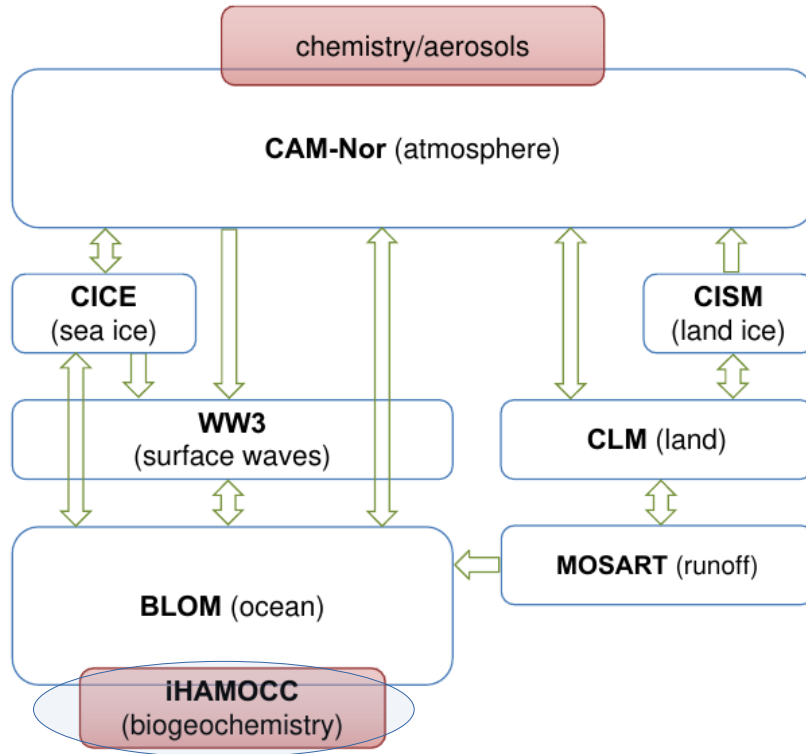 chemistry/aerosols
CAM-Nor (atmosphere)
CICE
(sea ice)
CISM
(land ice)
WW3
(surface waves)
CLM (land)
MOSART (runoff)
BLOM (ocean)
iHAMOCC
(biogeochemistry)